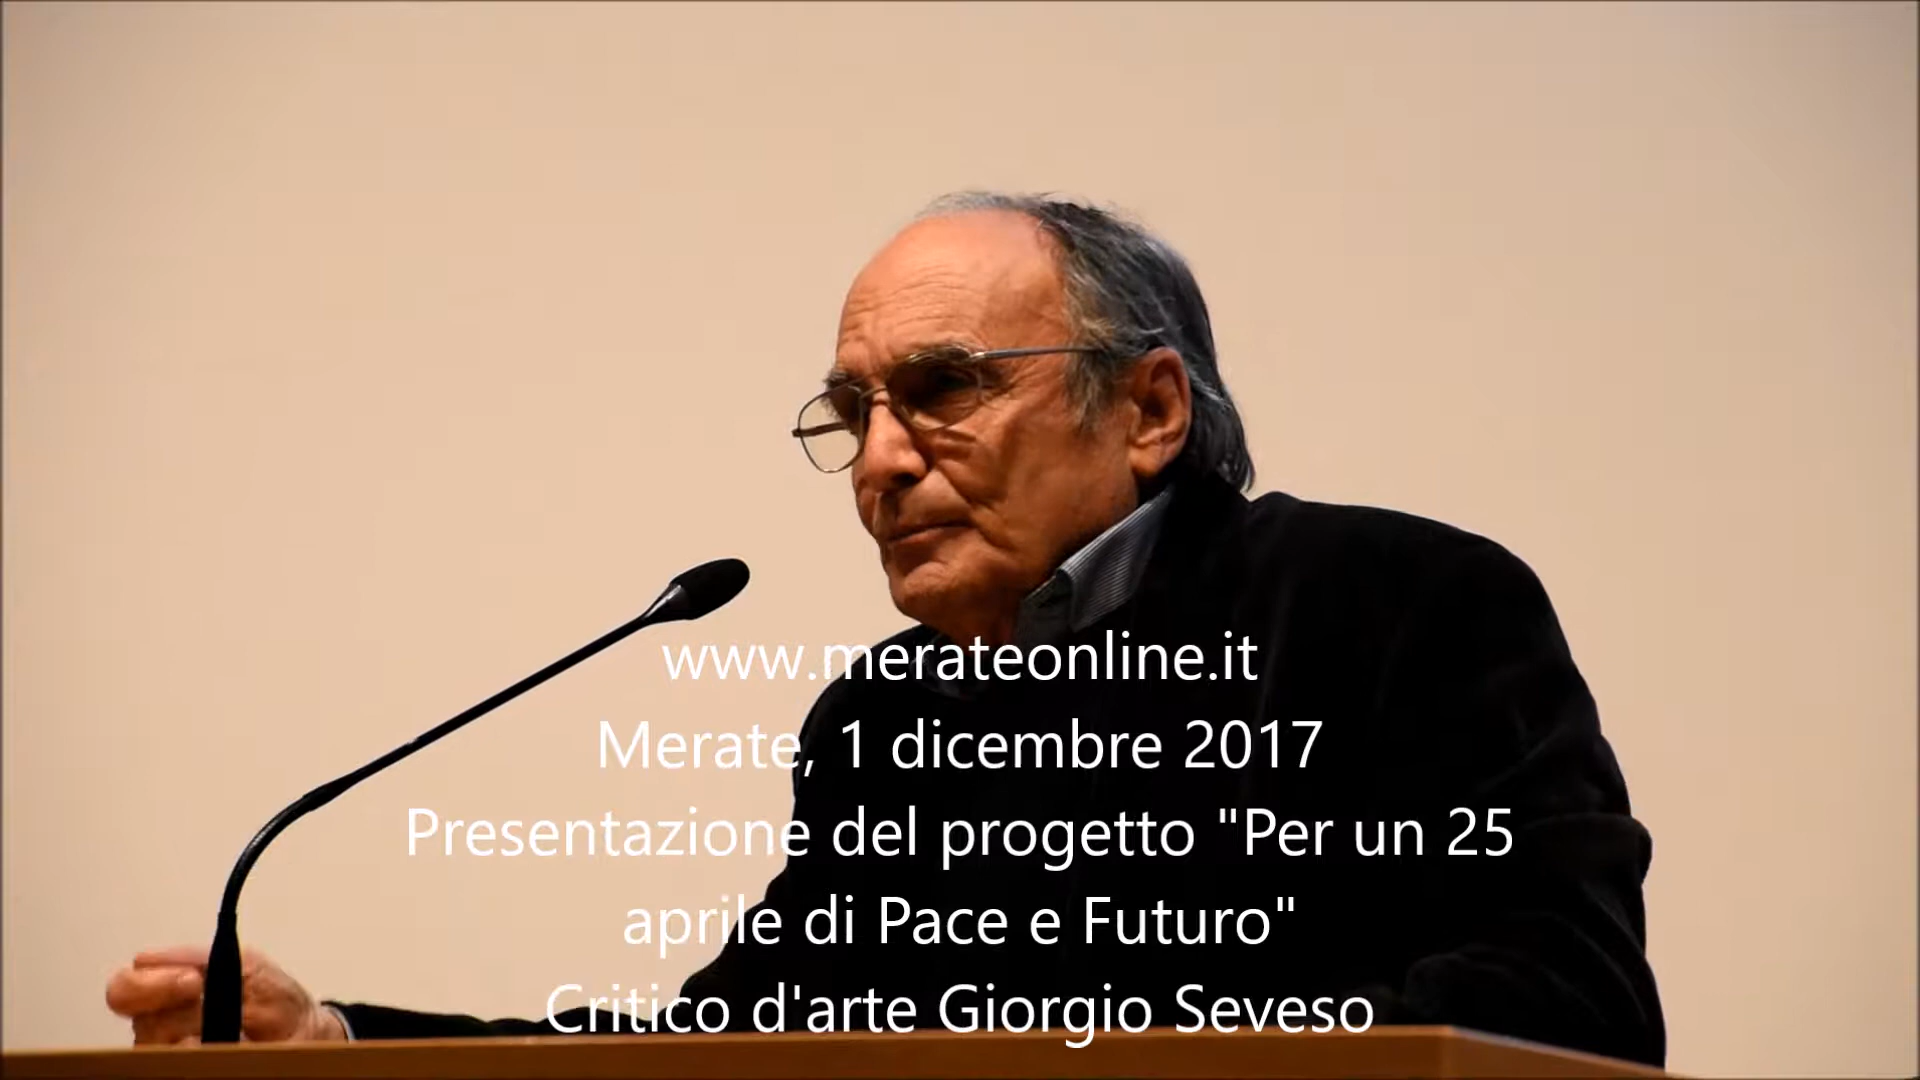 www.merateonline.it
Merate, 1 dicembre 2017
Presentazione del progetto "Per un 25
aprile di Pace e Futuro"
Critico d'arte Giorgio Seveso